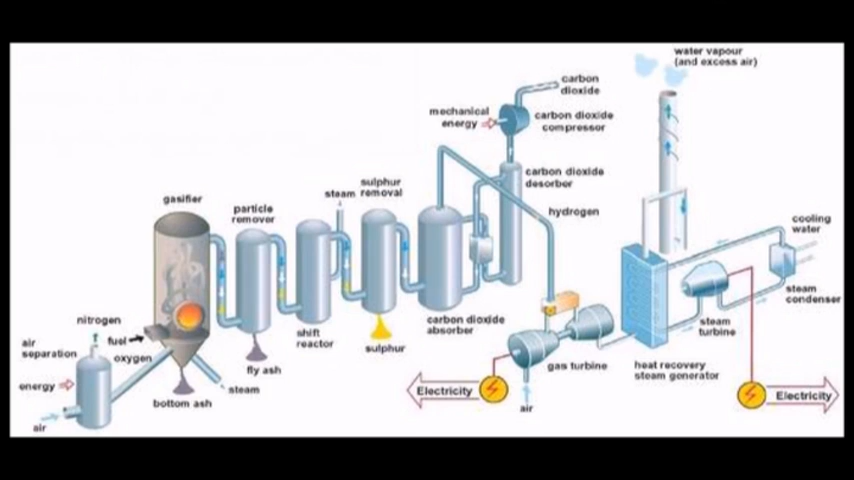 water vapour
(and excess air)
carbon
dioxide
mechanical
energy
carbon dioxide
compressor
carbon dioxide
desorber
sulphur
removal
steam
gasifier
particle
remover
hydrogen
cooling
water
steam
condenser
nitrogen
air
separation
fuel
oxygen
energy
air
bottom ash
steam
fly ash
shift
reactor
sulphur
carbon dioxide
absorber
gas turbine
air
Electricity
heat recovery
steam generator
steam
turbine
Electricity